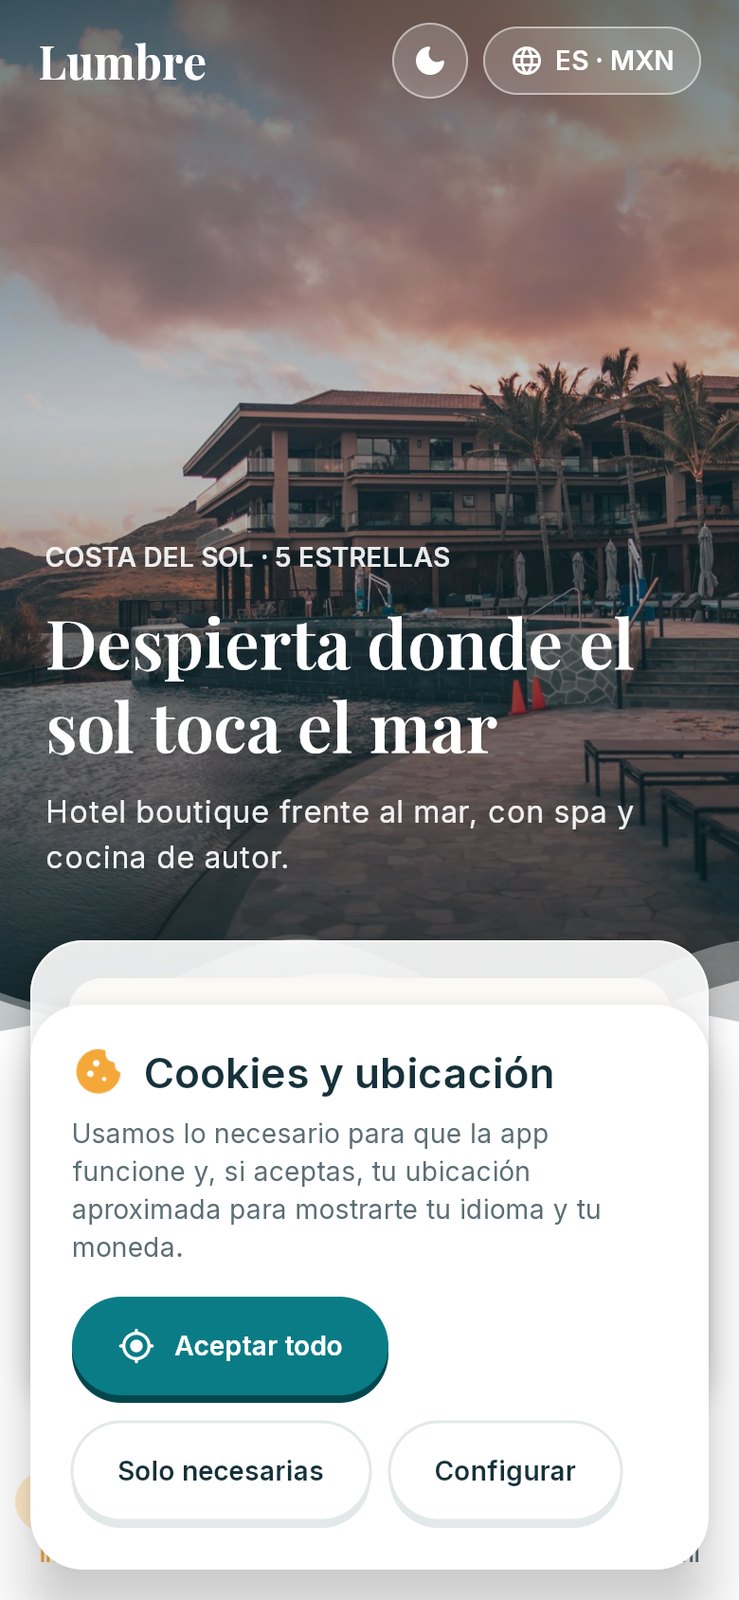 Lumbre
ES · MXN
COSTA DEL SOL · 5 ESTRELLAS
Despierta donde el
sol toca el mar
Hotel boutique frente al mar, con spa y
cocina de autor.
Cookies y ubicación
Usamos lo necesario para que la app
funcione y, si aceptas, tu ubicación
aproximada para mostrarte tu idioma y tu
moneda.
Aceptar todo
Solo necesarias
Configurar